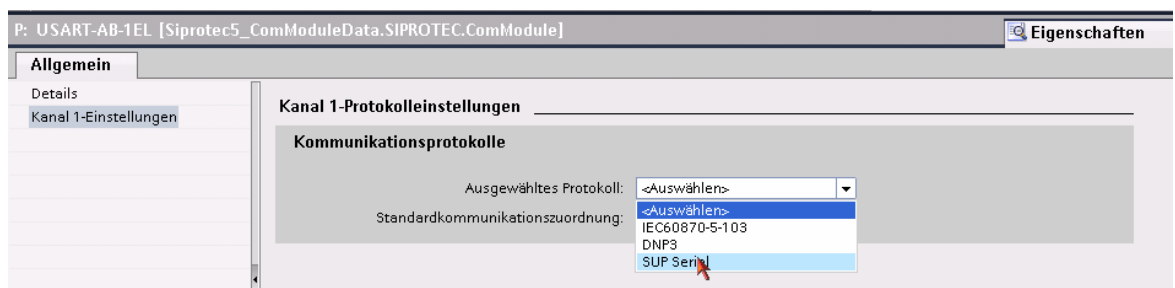 P: USART-AB-1EL [Siprotec5_ComModuleData.SIPROTEC.ComModule]
Eigenschaften
Allgemein
Details
Kanal 1-Einstellungen
Kanal 1-Protokolleinstellungen
Kommunikationsprotokolle
Ausgewähltes Protokoll: <Auswählen>
Standardkommunikationszuordnung:
<Auswählen>
IEC60870-5-103
DNP3
SUP Seriel